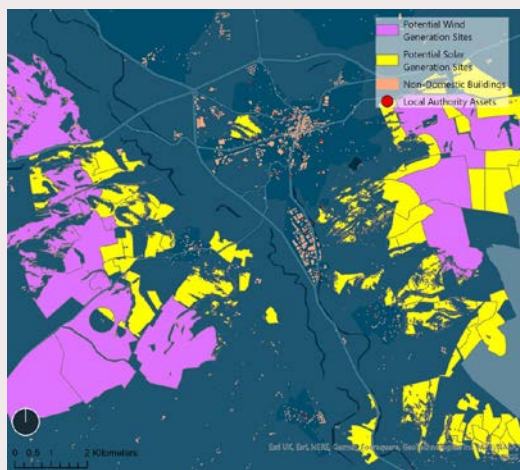 Potential Wind
Generation Sites
Potential Solar
Generation Sites
Non-Domestic Buildings
Local Authority Assets
0 0.5 1 2 Kilometers
Esri UK, Esri, HERE, Garmin, Foursquare,